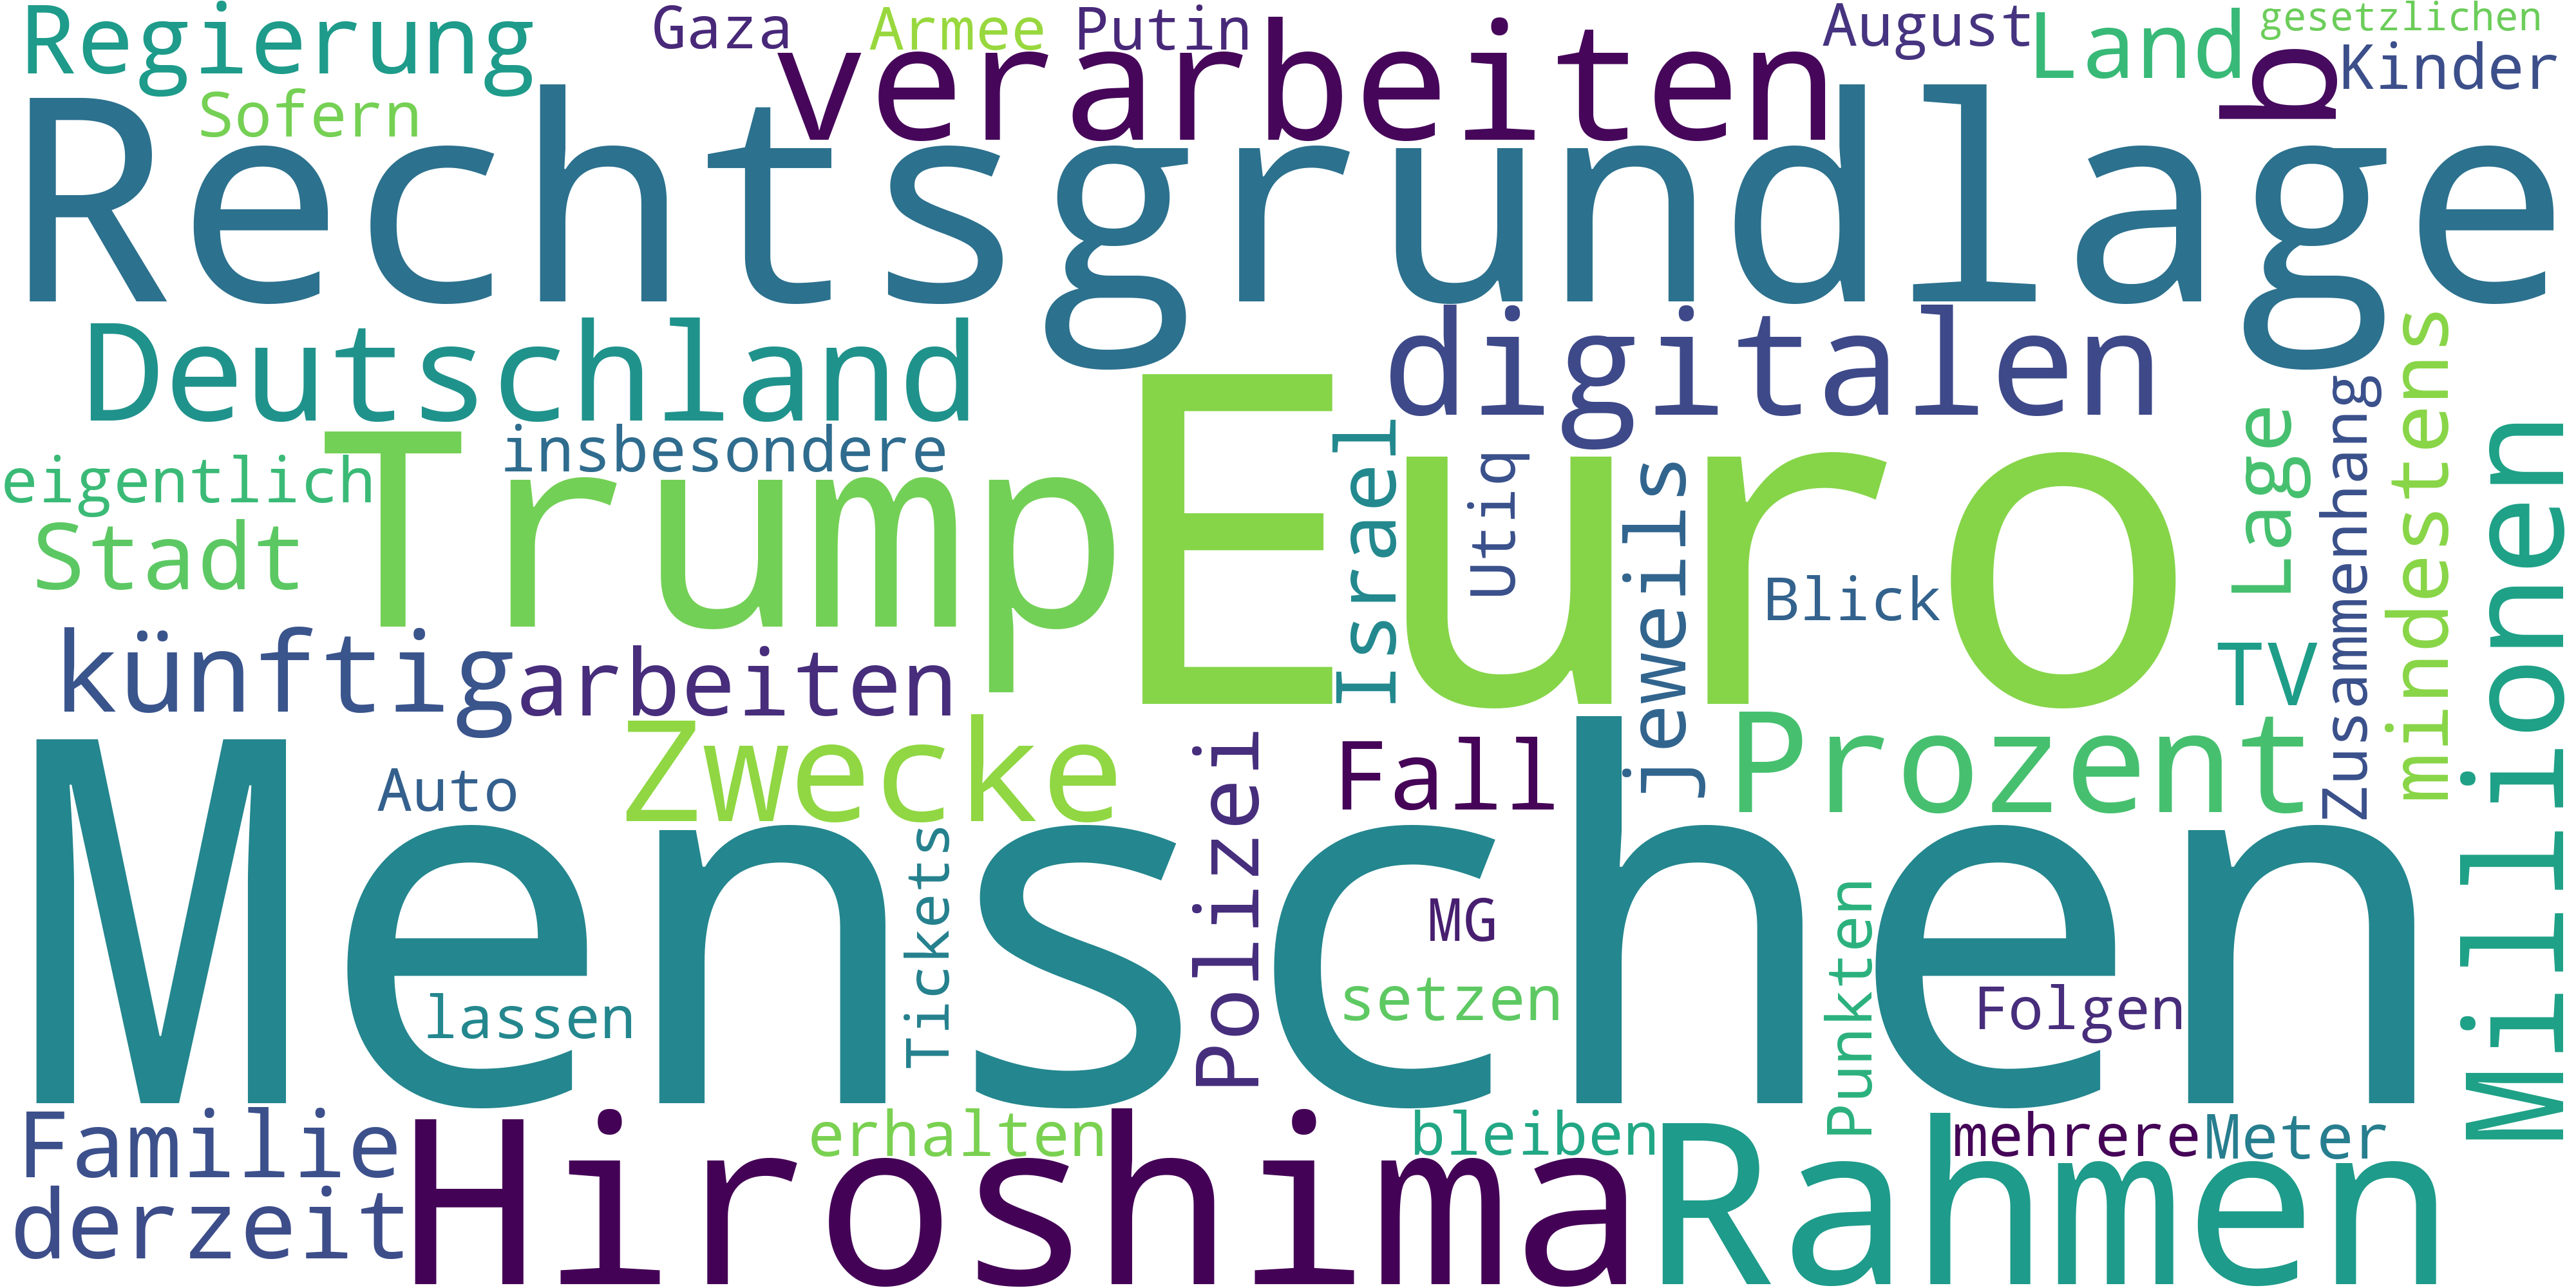 Regierung
Gaza
Armee
Putin
August
Land
gesetzlichen
Kinder
b
Sofern
verarbeiten
Rechtsgrundlage
Deutschland
digitalen
mindestens
Trump
insbesondere
eigentlich
Stadt
Euro
Israel
Utiq
jeweils
Blick
Lage
Zusammenhang
Millionen
TV
künftig
arbeiten
Zwecke
Auto
Polizei
Fall
Prozent
Menschen
Tickets
MG
lassen
setzen
Punkten
Folgen
Familie
erhalten
bleiben
mehrere
Meter
derzeit
Hiroshima
Rahmen